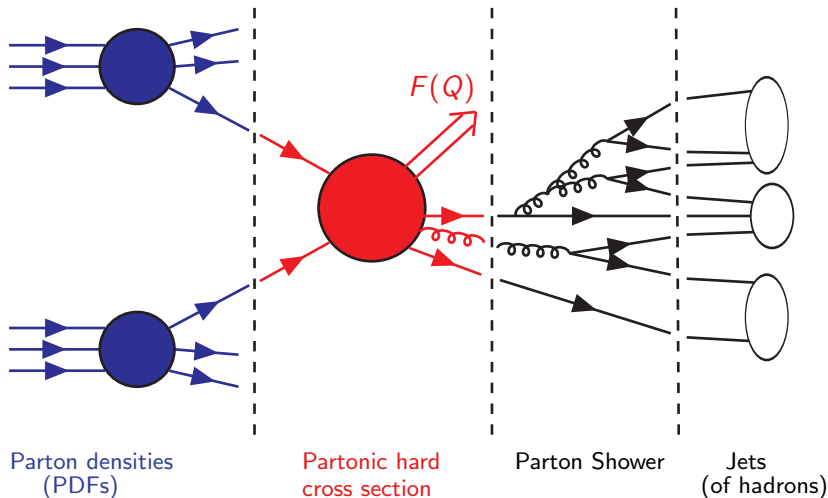 F(Q)
Parton densities
(PDFs)
Partonic hard
cross section
Parton Shower
Jets
(of hadrons)